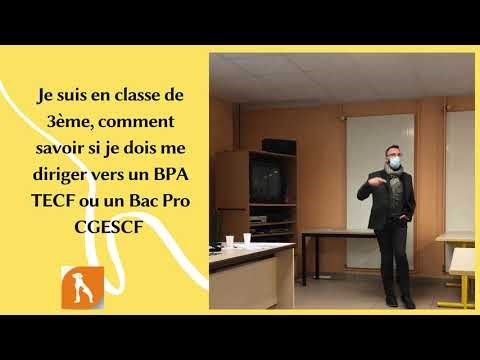 Je suis en classe de
3ème, comment
savoir si je dois me
diriger vers un BPA
TECF ou un Bac Pro
CGESCF